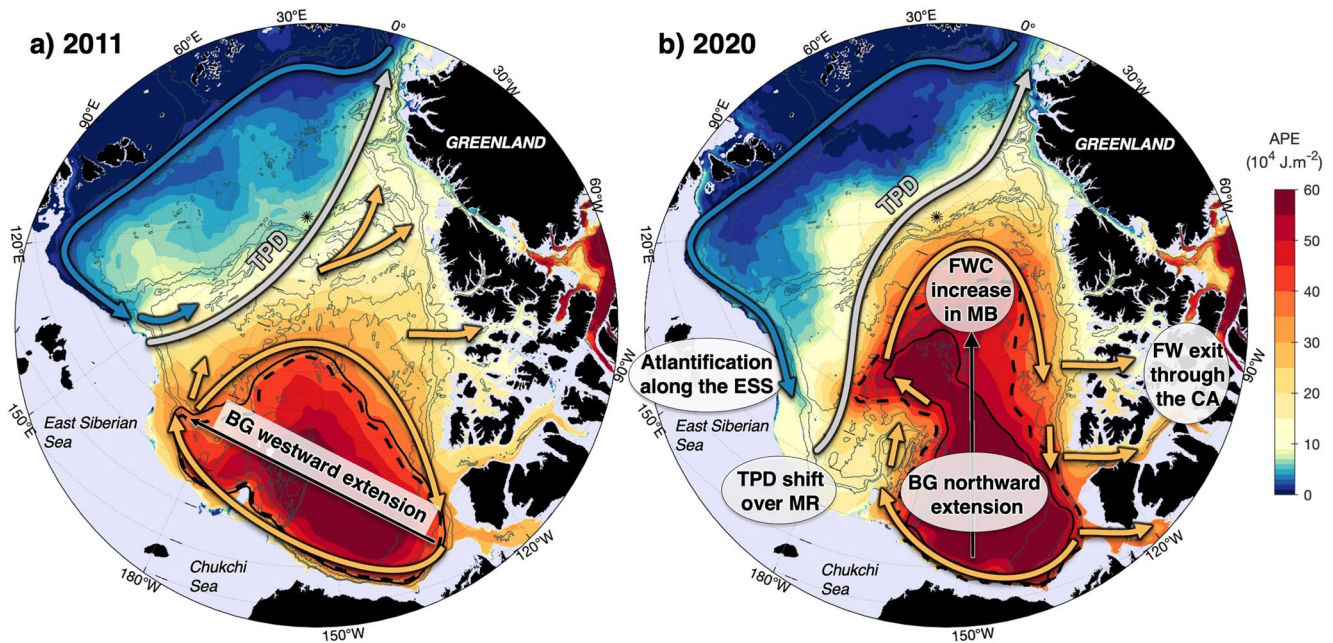 a) 2011
30°E
0°
60°E
30°W
90°E
GREENLAND
60°W
TPD
120°E
90°W
BG westward extension
150°E
East Siberian
Sea
Chukchi
Sea
180°W
120°W
150°W
b) 2020
30°E
0°
60°E
30°W
90°E
GREENLAND
60°W
TPD
120°E
FWC
increase
in MB
Atlantification
along the ESS
FW exit
through
the CA
90°W
150°E
East Siberian
Sea
TPD shift
over MR
BG northward
extension
Chukchi
Sea
180°W
120°W
150°W
APE
(10⁴ J.m⁻²)
60
50
40
30
20
10
0